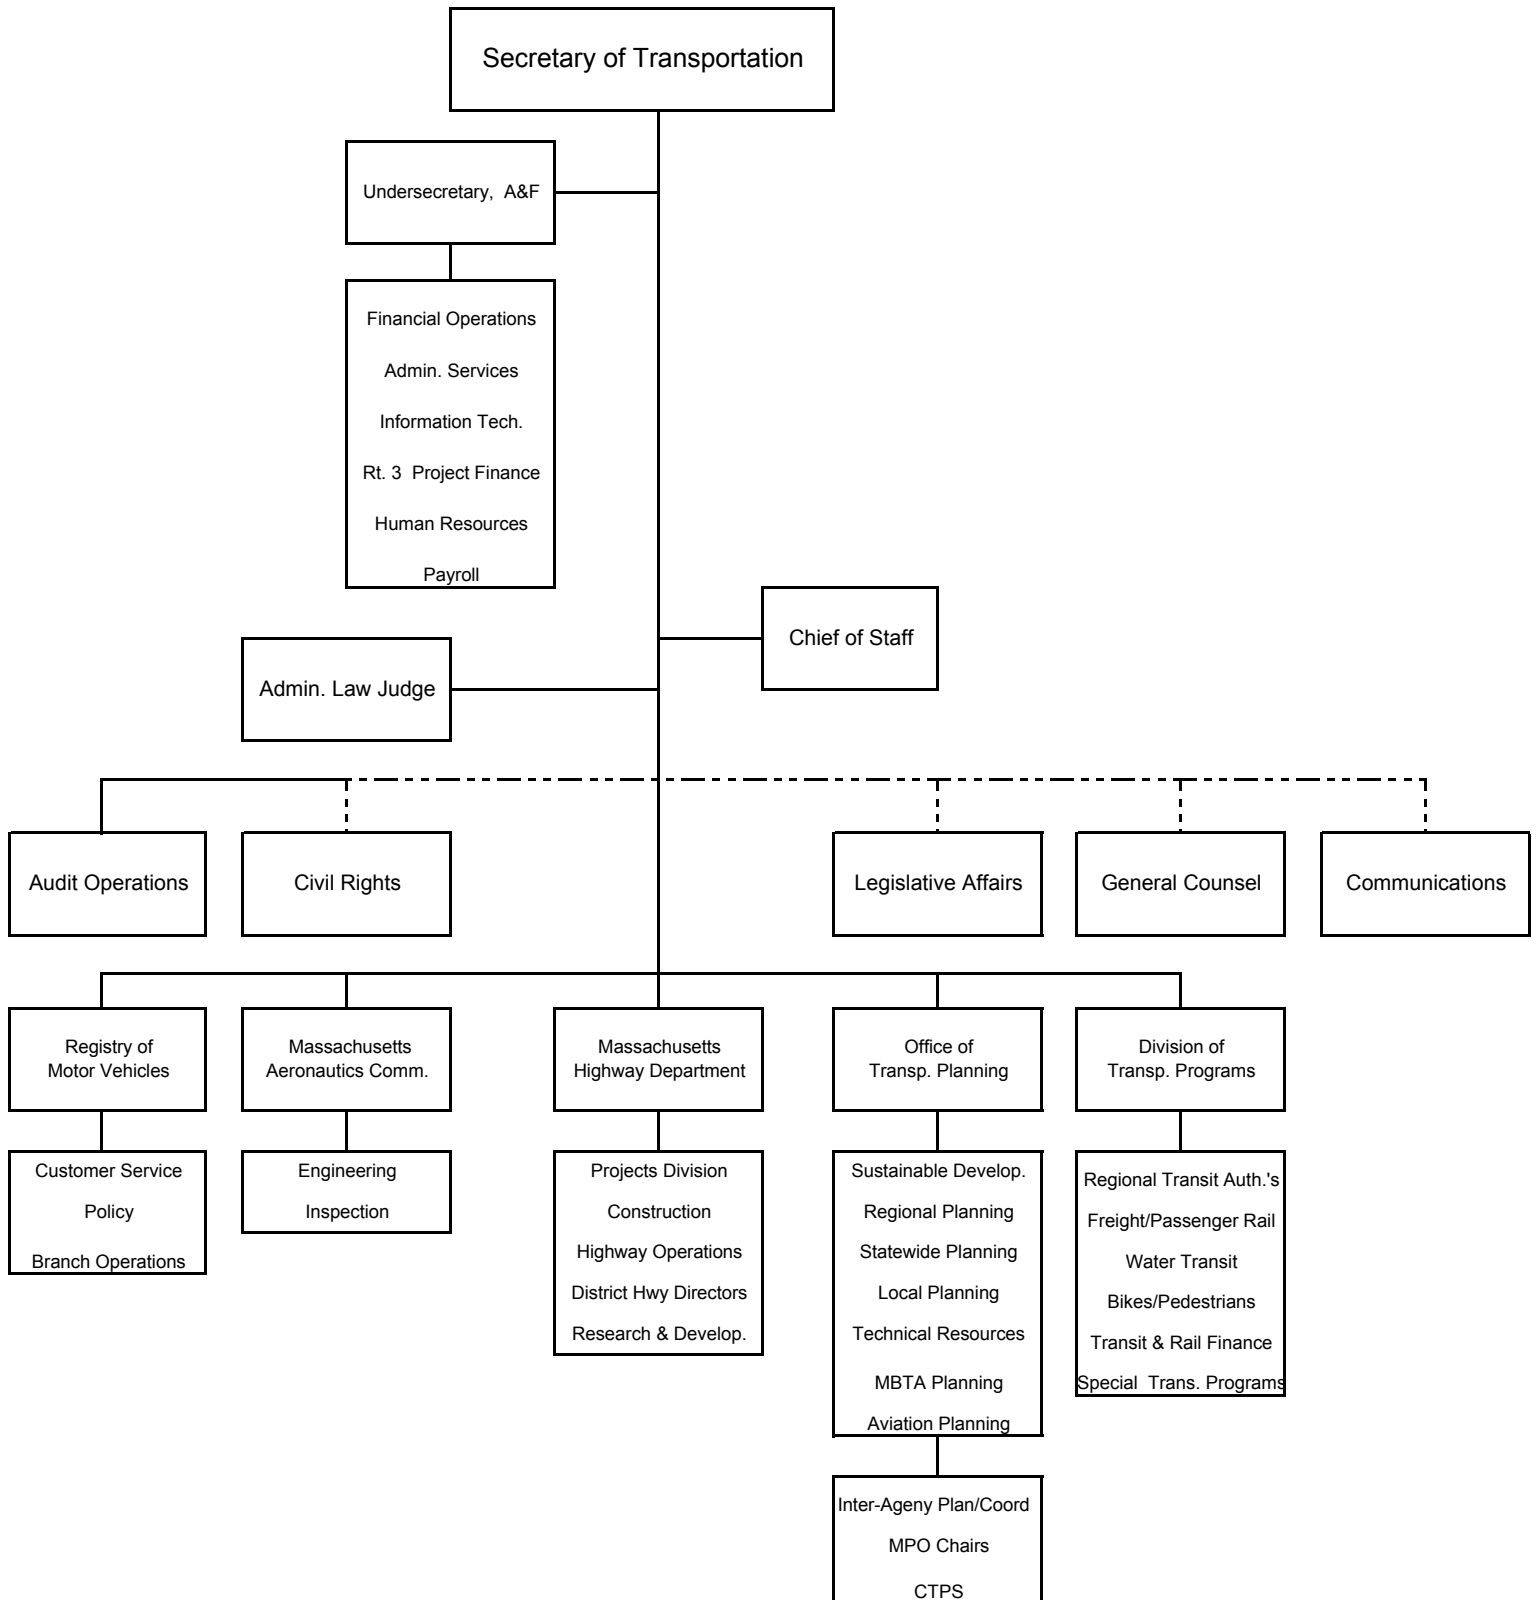 Secretary of Transportation
Undersecretary, A&F
Financial Operations
Admin. Services
Information Tech.
Rt. 3 Project Finance
Human Resources
Payroll
Chief of Staff
Admin. Law Judge
Audit Operations
Civil Rights
Legislative Affairs
General Counsel
Communications
Registry of
Motor Vehicles
Massachusetts
Aeronautics Comm.
Massachusetts
Highway Department
Office of
Transp. Planning
Division of
Transp. Programs
Customer Service
Policy
Branch Operations
Engineering
Inspection
Projects Division
Construction
Highway Operations
District Hwy Directors
Research & Develop.
Sustainable Develop.
Regional Planning
Statewide Planning
Local Planning
Technical Resources
MBTA Planning
Aviation Planning
Regional Transit Auth.'s
Freight/Passenger Rail
Water Transit
Bikes/Pedestrians
Transit & Rail Finance
Special Trans. Programs
Inter-Ageny Plan/Coord
MPO Chairs
CTPS